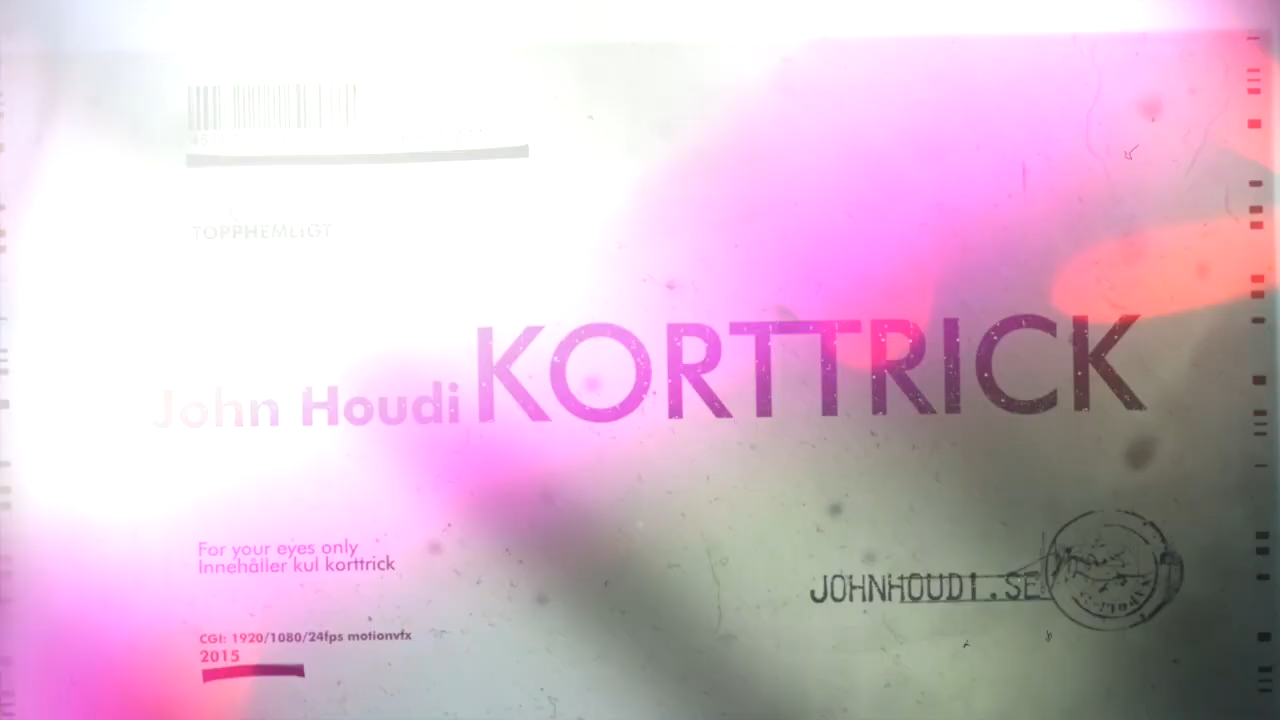 TOPPHEMLIGT
John Houdi KORTTRICK
For your eyes only
Innehåller kul korttrick
JOHNHOUDI.SE
CGI: 1920/1080/24fps motionvfx
2015